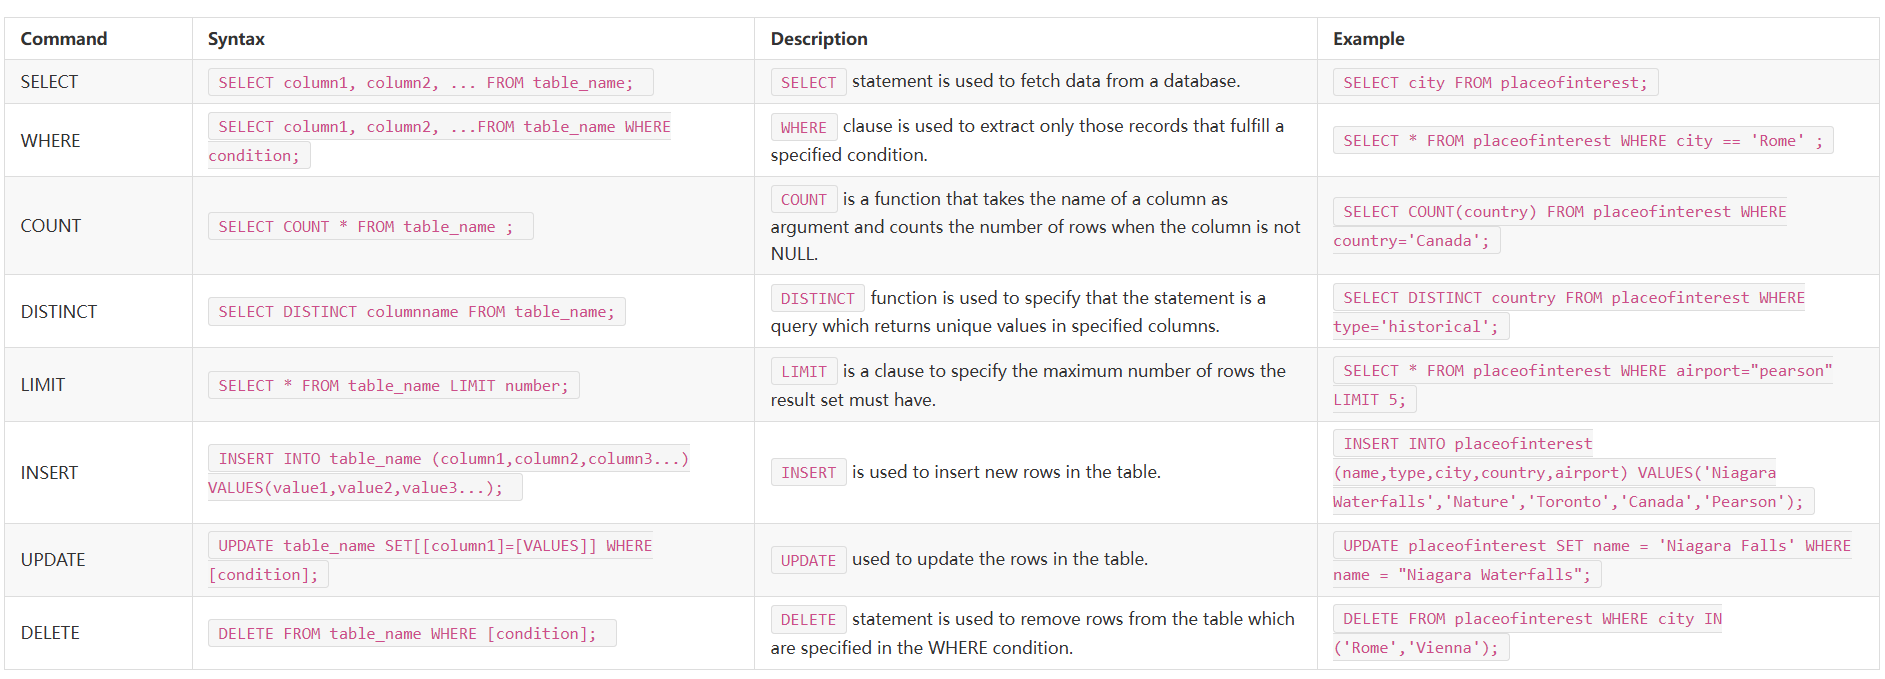 Command Syntax Description Example
SELECT SELECT column1, column2, ... FROM table_name; SELECT statement is used to fetch data from a database. SELECT city FROM placeofinterest;
WHERE
SELECT column1, column2, ...FROM table_name WHERE
condition;
WHERE clause is used to extract only those records that fulfill a
specified condition.
SELECT * FROM placeofinterest WHERE city == 'Rome' ;
COUNT
SELECT COUNT * FROM table_name ;
COUNT is a function that takes the name of a column as
argument and counts the number of rows when the column is not
NULL.
SELECT COUNT(country) FROM placeofinterest WHERE
country='Canada';
DISTINCT
SELECT DISTINCT columnname FROM table_name;
DISTINCT function is used to specify that the statement is a
query which returns unique values in specified columns.
SELECT DISTINCT country FROM placeofinterest WHERE
type='historical';
LIMIT
SELECT * FROM table_name LIMIT number;
LIMIT is a clause to specify the maximum number of rows the
result set must have.
SELECT * FROM placeofinterest WHERE airport="pearson"
LIMIT 5;
INSERT
INSERT INTO table_name (column1,column2,column3...)
VALUES(value1,value2,value3...);
INSERT is used to insert new rows in the table.
INSERT INTO placeofinterest
(name,type,city,country,airport) VALUES('Niagara
Waterfalls','Nature','Toronto','Canada','Pearson');
UPDATE
UPDATE table_name SET[[column1]=[VALUES]] WHERE
[condition];
UPDATE used to update the rows in the table.
UPDATE placeofinterest SET name = 'Niagara Falls' WHERE
name = "Niagara Waterfalls";
DELETE
DELETE FROM table_name WHERE [condition];
DELETE statement is used to remove rows from the table which
are specified in the WHERE condition.
DELETE FROM placeofinterest WHERE city IN
('Rome','Vienna');